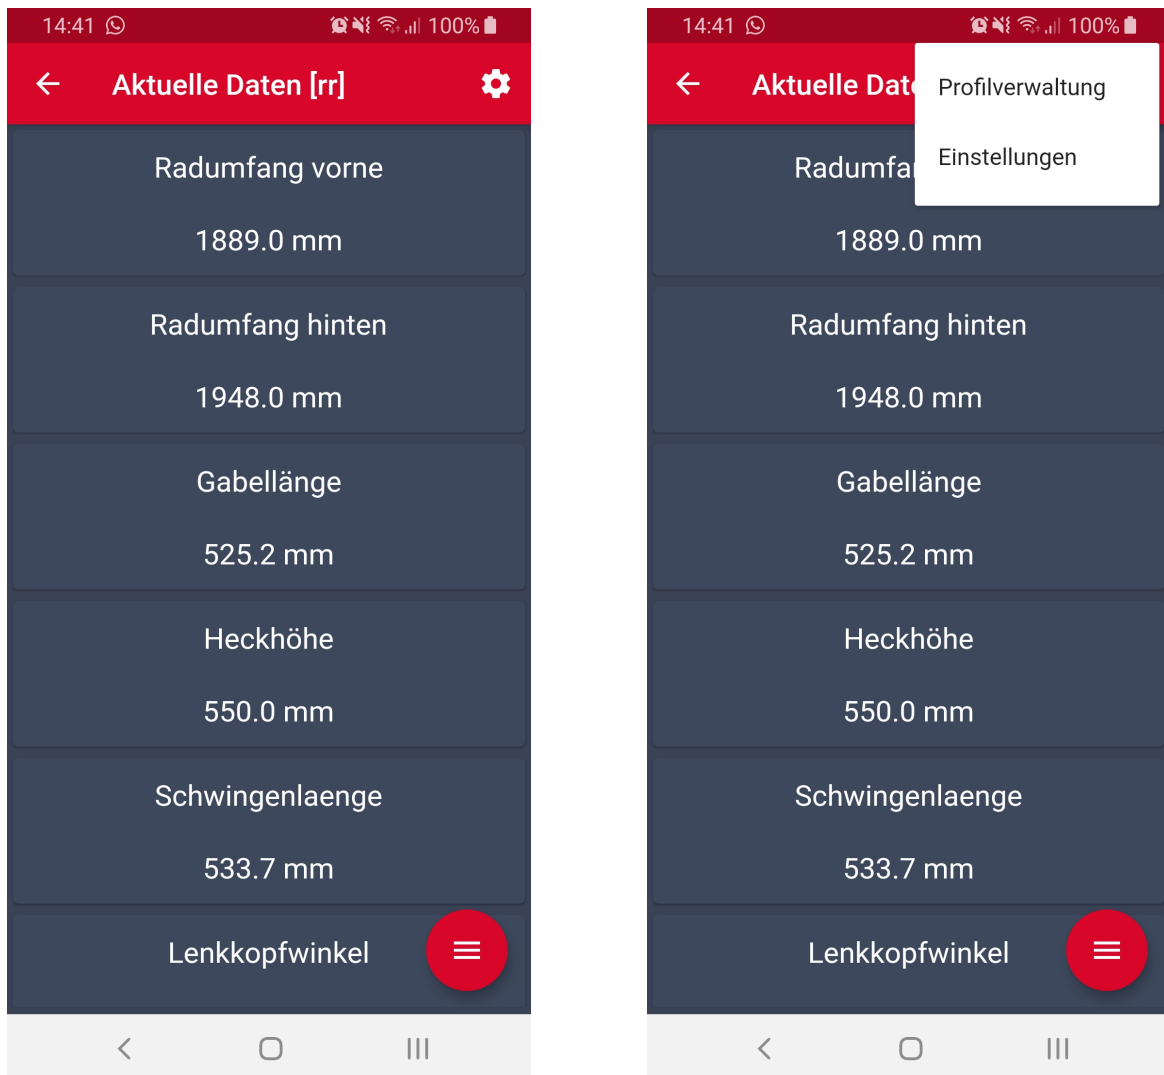 14:41 100%
Aktuelle Daten [rr]
Radumfang vorne
1889.0 mm
Radumfang hinten
1948.0 mm
Gabellänge
525.2 mm
Heckhöhe
550.0 mm
Schwingenlaenge
533.7 mm
Lenkkopfwinkel
14:41 100%
Aktuelle Date
Profilverwaltung
Einstellungen
Radumfa
1889.0 mm
Radumfang hinten
1948.0 mm
Gabellänge
525.2 mm
Heckhöhe
550.0 mm
Schwingenlaenge
533.7 mm
Lenkkopfwinkel